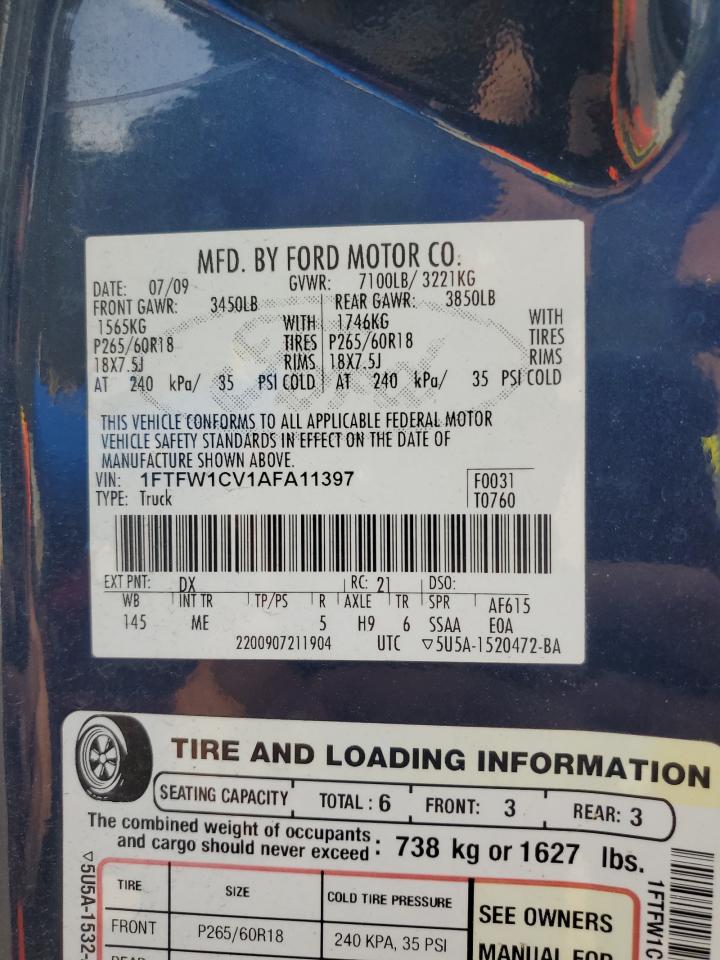 MFD. BY FORD MOTOR CO.
DATE: 07/09 GVWR: 7100LB/ 3221KG
FRONT GAWR: 3450LB REAR GAWR: 3850LB
1565KG WITH 1746KG WITH
P265/60R18 TIRES P265/60R18 TIRES
18X7.5J RIMS 18X7.5J RIMS
AT 240 kPa/ 35 PSI COLD AT 240 kPa/ 35 PSI COLD
THIS VEHICLE CONFORMS TO ALL APPLICABLE FEDERAL MOTOR
VEHICLE SAFETY STANDARDS IN EFFECT ON THE DATE OF
MANUFACTURE SHOWN ABOVE.
VIN: 1FTFW1CV1AFA11397 F0031
TYPE: Truck T0760
EXT PNT: DX RC: 21 DSO:
WB INT TR TP/PS R AXLE TR SPR AF615
145 ME 5 H9 6 SSAA E0A
2200907211904 UTC ▽5U5A-1520472-BA
TIRE AND LOADING INFORMATION
SEATING CAPACITY TOTAL : 6 FRONT: 3 REAR: 3
The combined weight of occupants
and cargo should never exceed : 738 kg or 1627 lbs.
TIRE SIZE COLD TIRE PRESSURE
FRONT P265/60R18 240 KPA, 35 PSI
SEE OWNERS
MANUAL FOR
▽5U5A-1532-
1FTFW1C